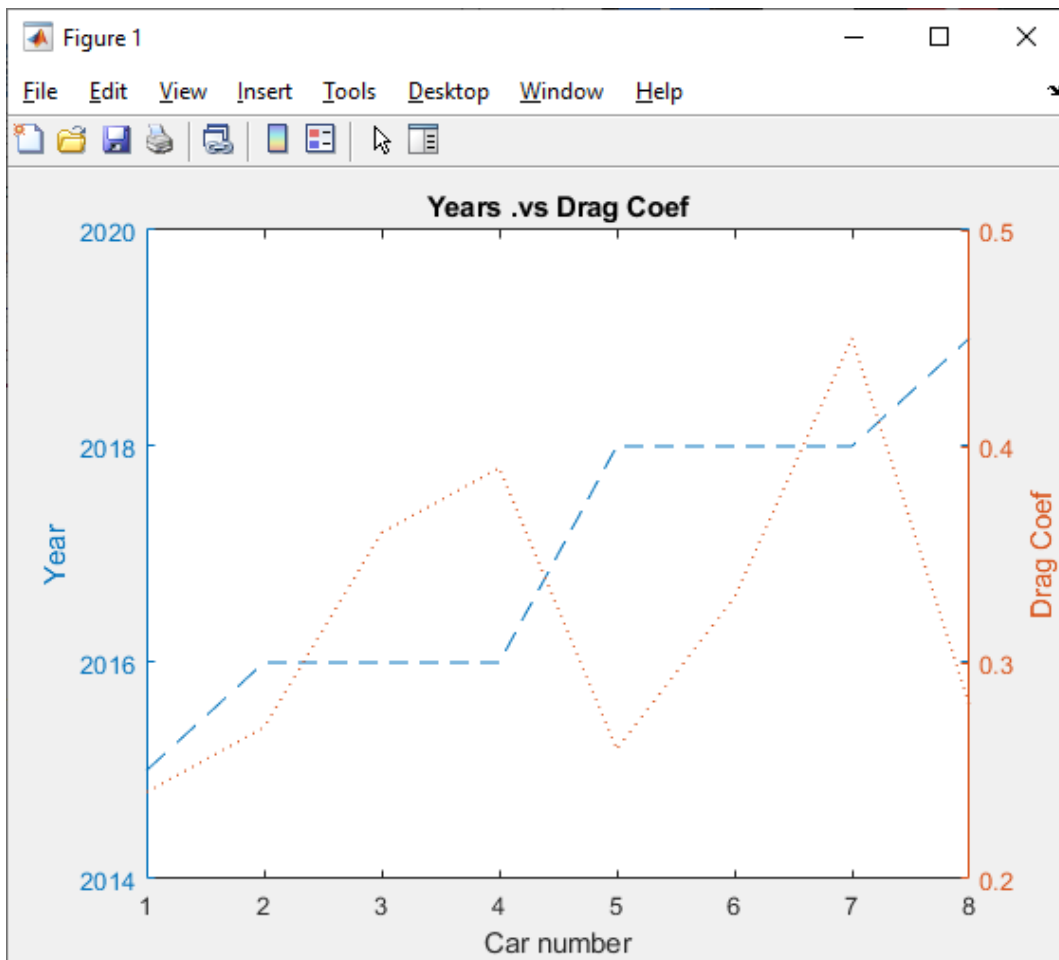 Figure 1
File Edit View Insert Tools Desktop Window Help
Years .vs Drag Coef
2020
2018
2016
2014
Year
0.5
0.4
0.3
0.2
Drag Coef
1 2 3 4 5 6 7 8
Car number